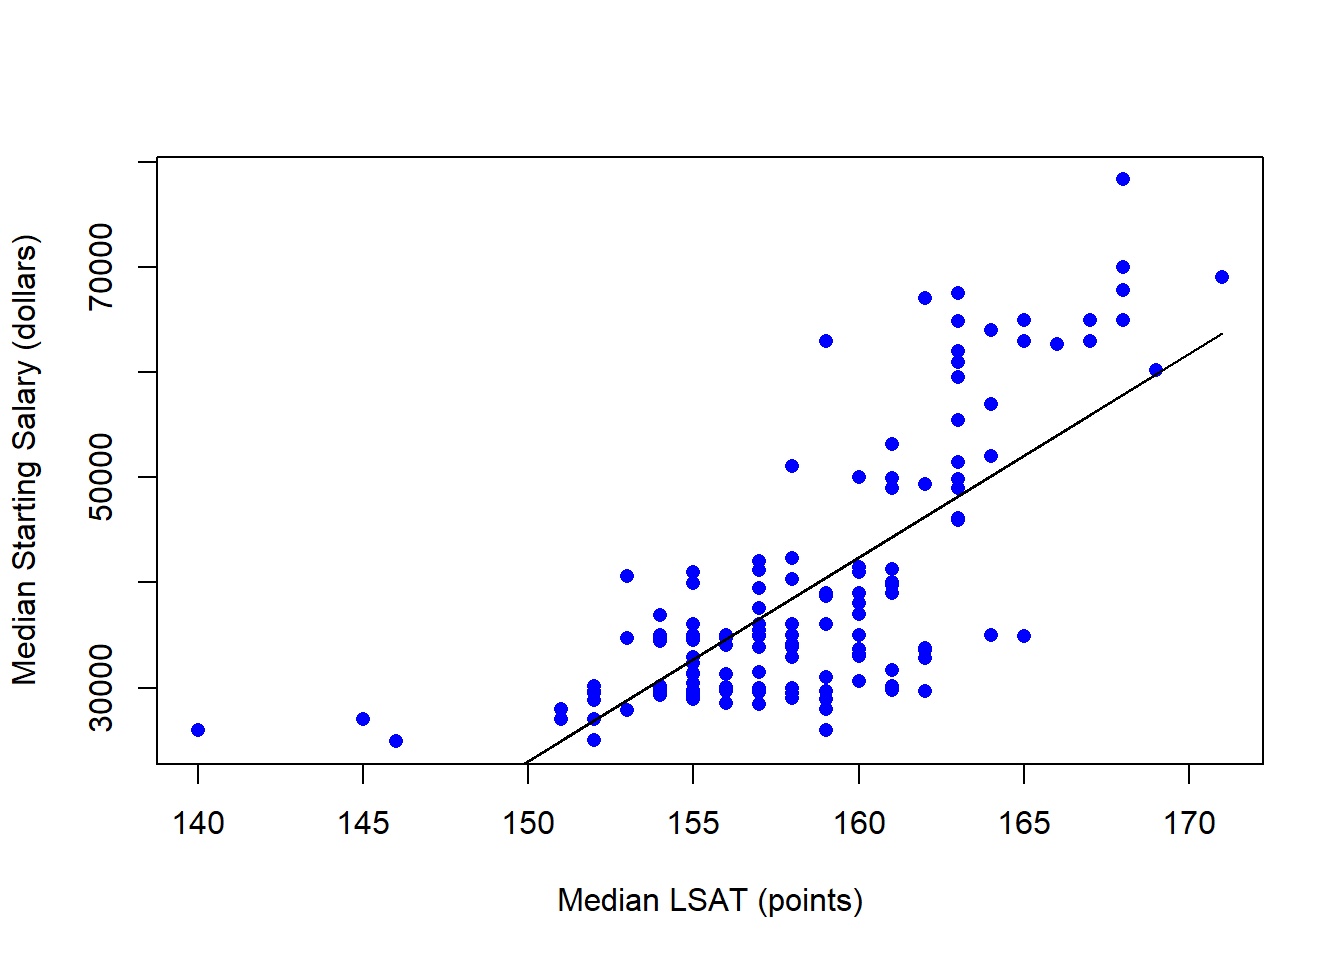 Median Starting Salary (dollars)
70000
50000
30000
140 145 150 155 160 165 170
Median LSAT (points)